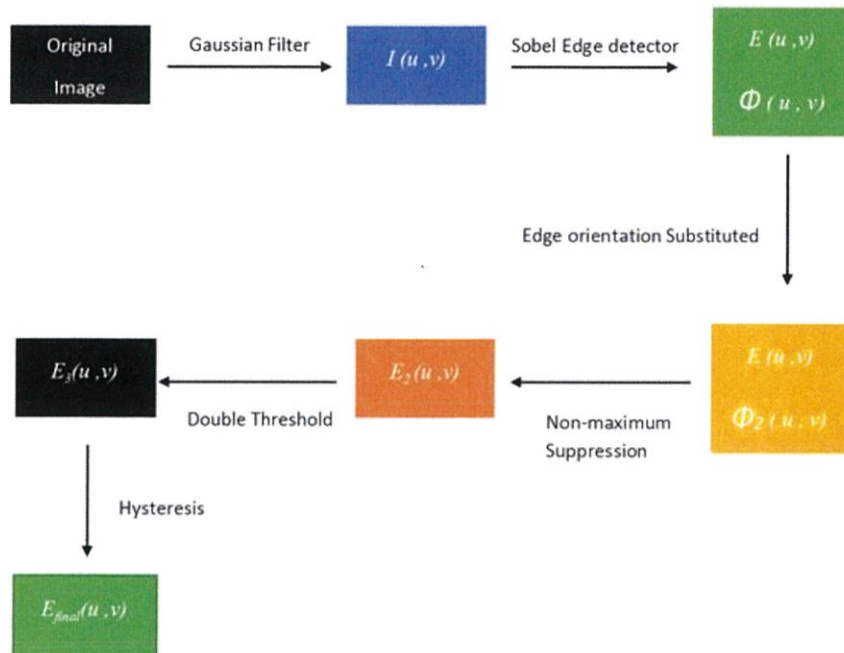 Original
Image
Gaussian Filter
I (u ,v)
Sobel Edge detector
E (u ,v)
Φ ( u , v )
Edge orientation Substituted
E (u ,v)
Φ2 ( u , v )
Non-maximum
Suppression
E2 (u ,v)
Double Threshold
E3(u ,v)
Hysteresis
Efinal(u ,v)